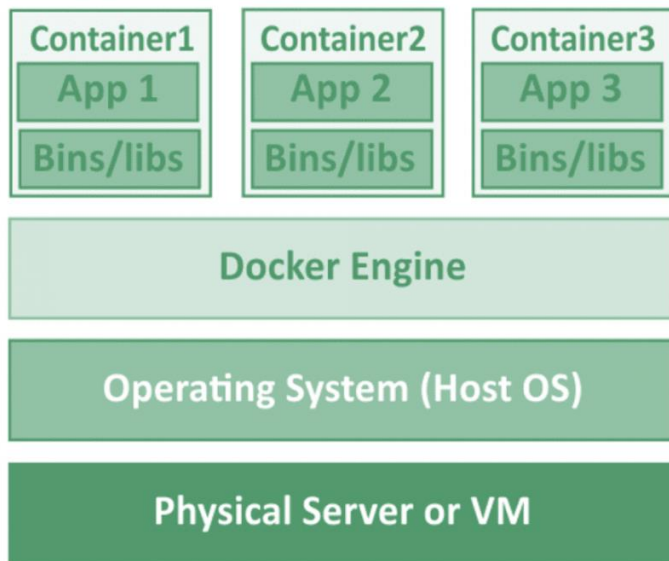 Container1
App 1
Bins/libs
Container2
App 2
Bins/libs
Container3
App 3
Bins/libs
Docker Engine
Operating System (Host OS)
Physical Server or VM